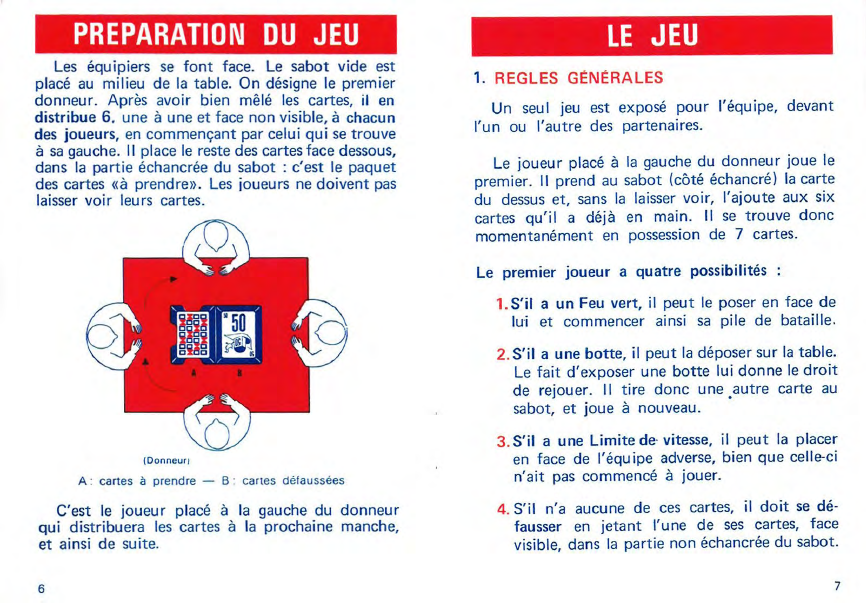 PREPARATION DU JEU
Les équipiers se font face. Le sabot vide est
placé au milieu de la table. On désigne le premier
donneur. Après avoir bien mêlé les cartes, il en
distribue 6, une à une et face non visible, à chacun
des joueurs, en commençant par celui qui se trouve
à sa gauche. Il place le reste des cartes face dessous,
dans la partie échancrée du sabot : c'est le paquet
des cartes «à prendre». Les joueurs ne doivent pas
laisser voir leurs cartes.
50
A B
(Donneur)
A : cartes à prendre — B : cartes défaussées
C'est le joueur placé à la gauche du donneur
qui distribuera les cartes à la prochaine manche,
et ainsi de suite.
6
LE JEU
1. REGLES GÉNÉRALES
Un seul jeu est exposé pour l'équipe, devant
l'un ou l'autre des partenaires.
Le joueur placé à la gauche du donneur joue le
premier. Il prend au sabot (côté échancré) la carte
du dessus et, sans la laisser voir, l'ajoute aux six
cartes qu'il a déjà en main. Il se trouve donc
momentanément en possession de 7 cartes.
Le premier joueur a quatre possibilités :
1. S'il a un Feu vert, il peut le poser en face de
lui et commencer ainsi sa pile de bataille.
2. S'il a une botte, il peut la déposer sur la table.
Le fait d'exposer une botte lui donne le droit
de rejouer. Il tire donc une autre carte au
sabot, et joue à nouveau.
3. S'il a une Limite de vitesse, il peut la placer
en face de l'équipe adverse, bien que celle-ci
n'ait pas commencé à jouer.
4. S'il n'a aucune de ces cartes, il doit se dé-
fausser en jetant l'une de ses cartes, face
visible, dans la partie non échancrée du sabot.
7